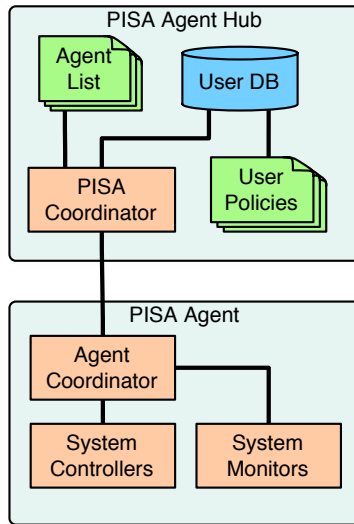 PISA Agent Hub
Agent
List
User DB
PISA
Coordinator
User
Policies
PISA Agent
Agent
Coordinator
System
Controllers
System
Monitors